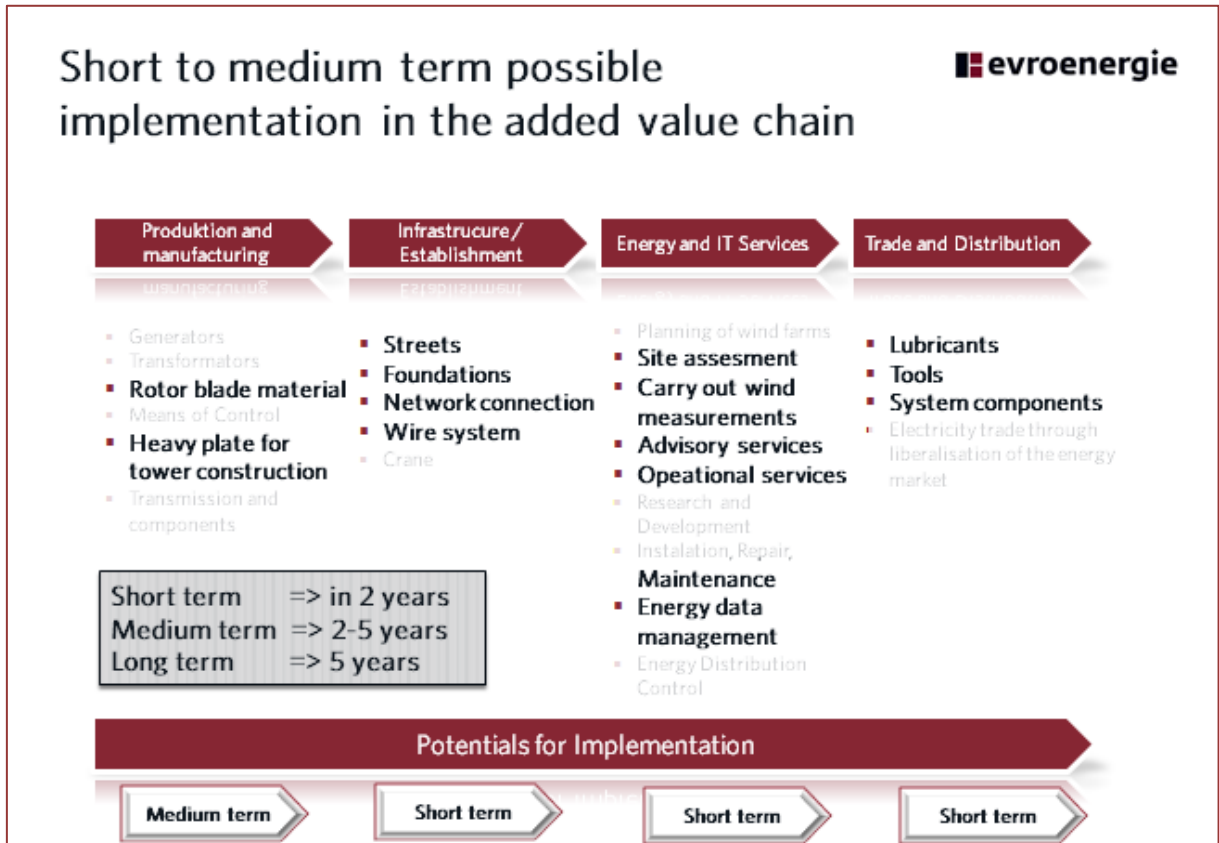 Short to medium term possible
implementation in the added value chain
evroenergie
Produktion and
manufacturing
Infrastrucure /
Establishment
Energy and IT Services
Trade and Distribution
Generators
Transformators
Rotor blade material
Means of Control
Heavy plate for
tower construction
Transmission and
components
Streets
Foundations
Network connection
Wire system
Crane
Planning of wind farms
Site assesment
Carry out wind
measurements
Advisory services
Opeational services
Research and
Development
Instalation, Repair,
Maintenance
Energy data
management
Energy Distribution
Control
Lubricants
Tools
System components
Electricity trade through
liberalisation of the energy
market
Short term => in 2 years
Medium term => 2-5 years
Long term => 5 years
Potentials for Implementation
Medium term
Short term
Short term
Short term